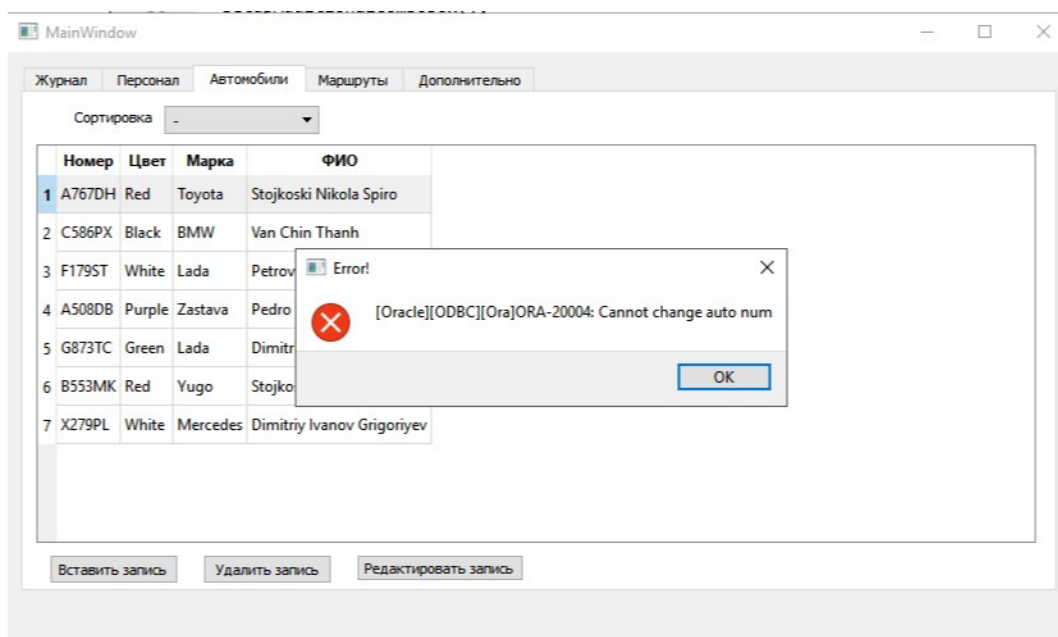 MainWindow
Журнал Персонал Автомобили Маршруты Дополнительно
Сортировка -
Номер Цвет Марка ФИО
1 A767DH Red Toyota Stojkoski Nikola Spiro
2 C586PX Black BMW Van Chin Thanh
3 F179ST White Lada Petrov
4 A508DB Purple Zastava Pedro
5 G873TC Green Lada Dimitr
6 B553MK Red Yugo Stojko
7 X279PL White Mercedes Dimitriy Ivanov Grigoriyev
Error!
[Oracle][ODBC][Ora]ORA-20004: Cannot change auto num
OK
Вставить запись Удалить запись Редактировать запись